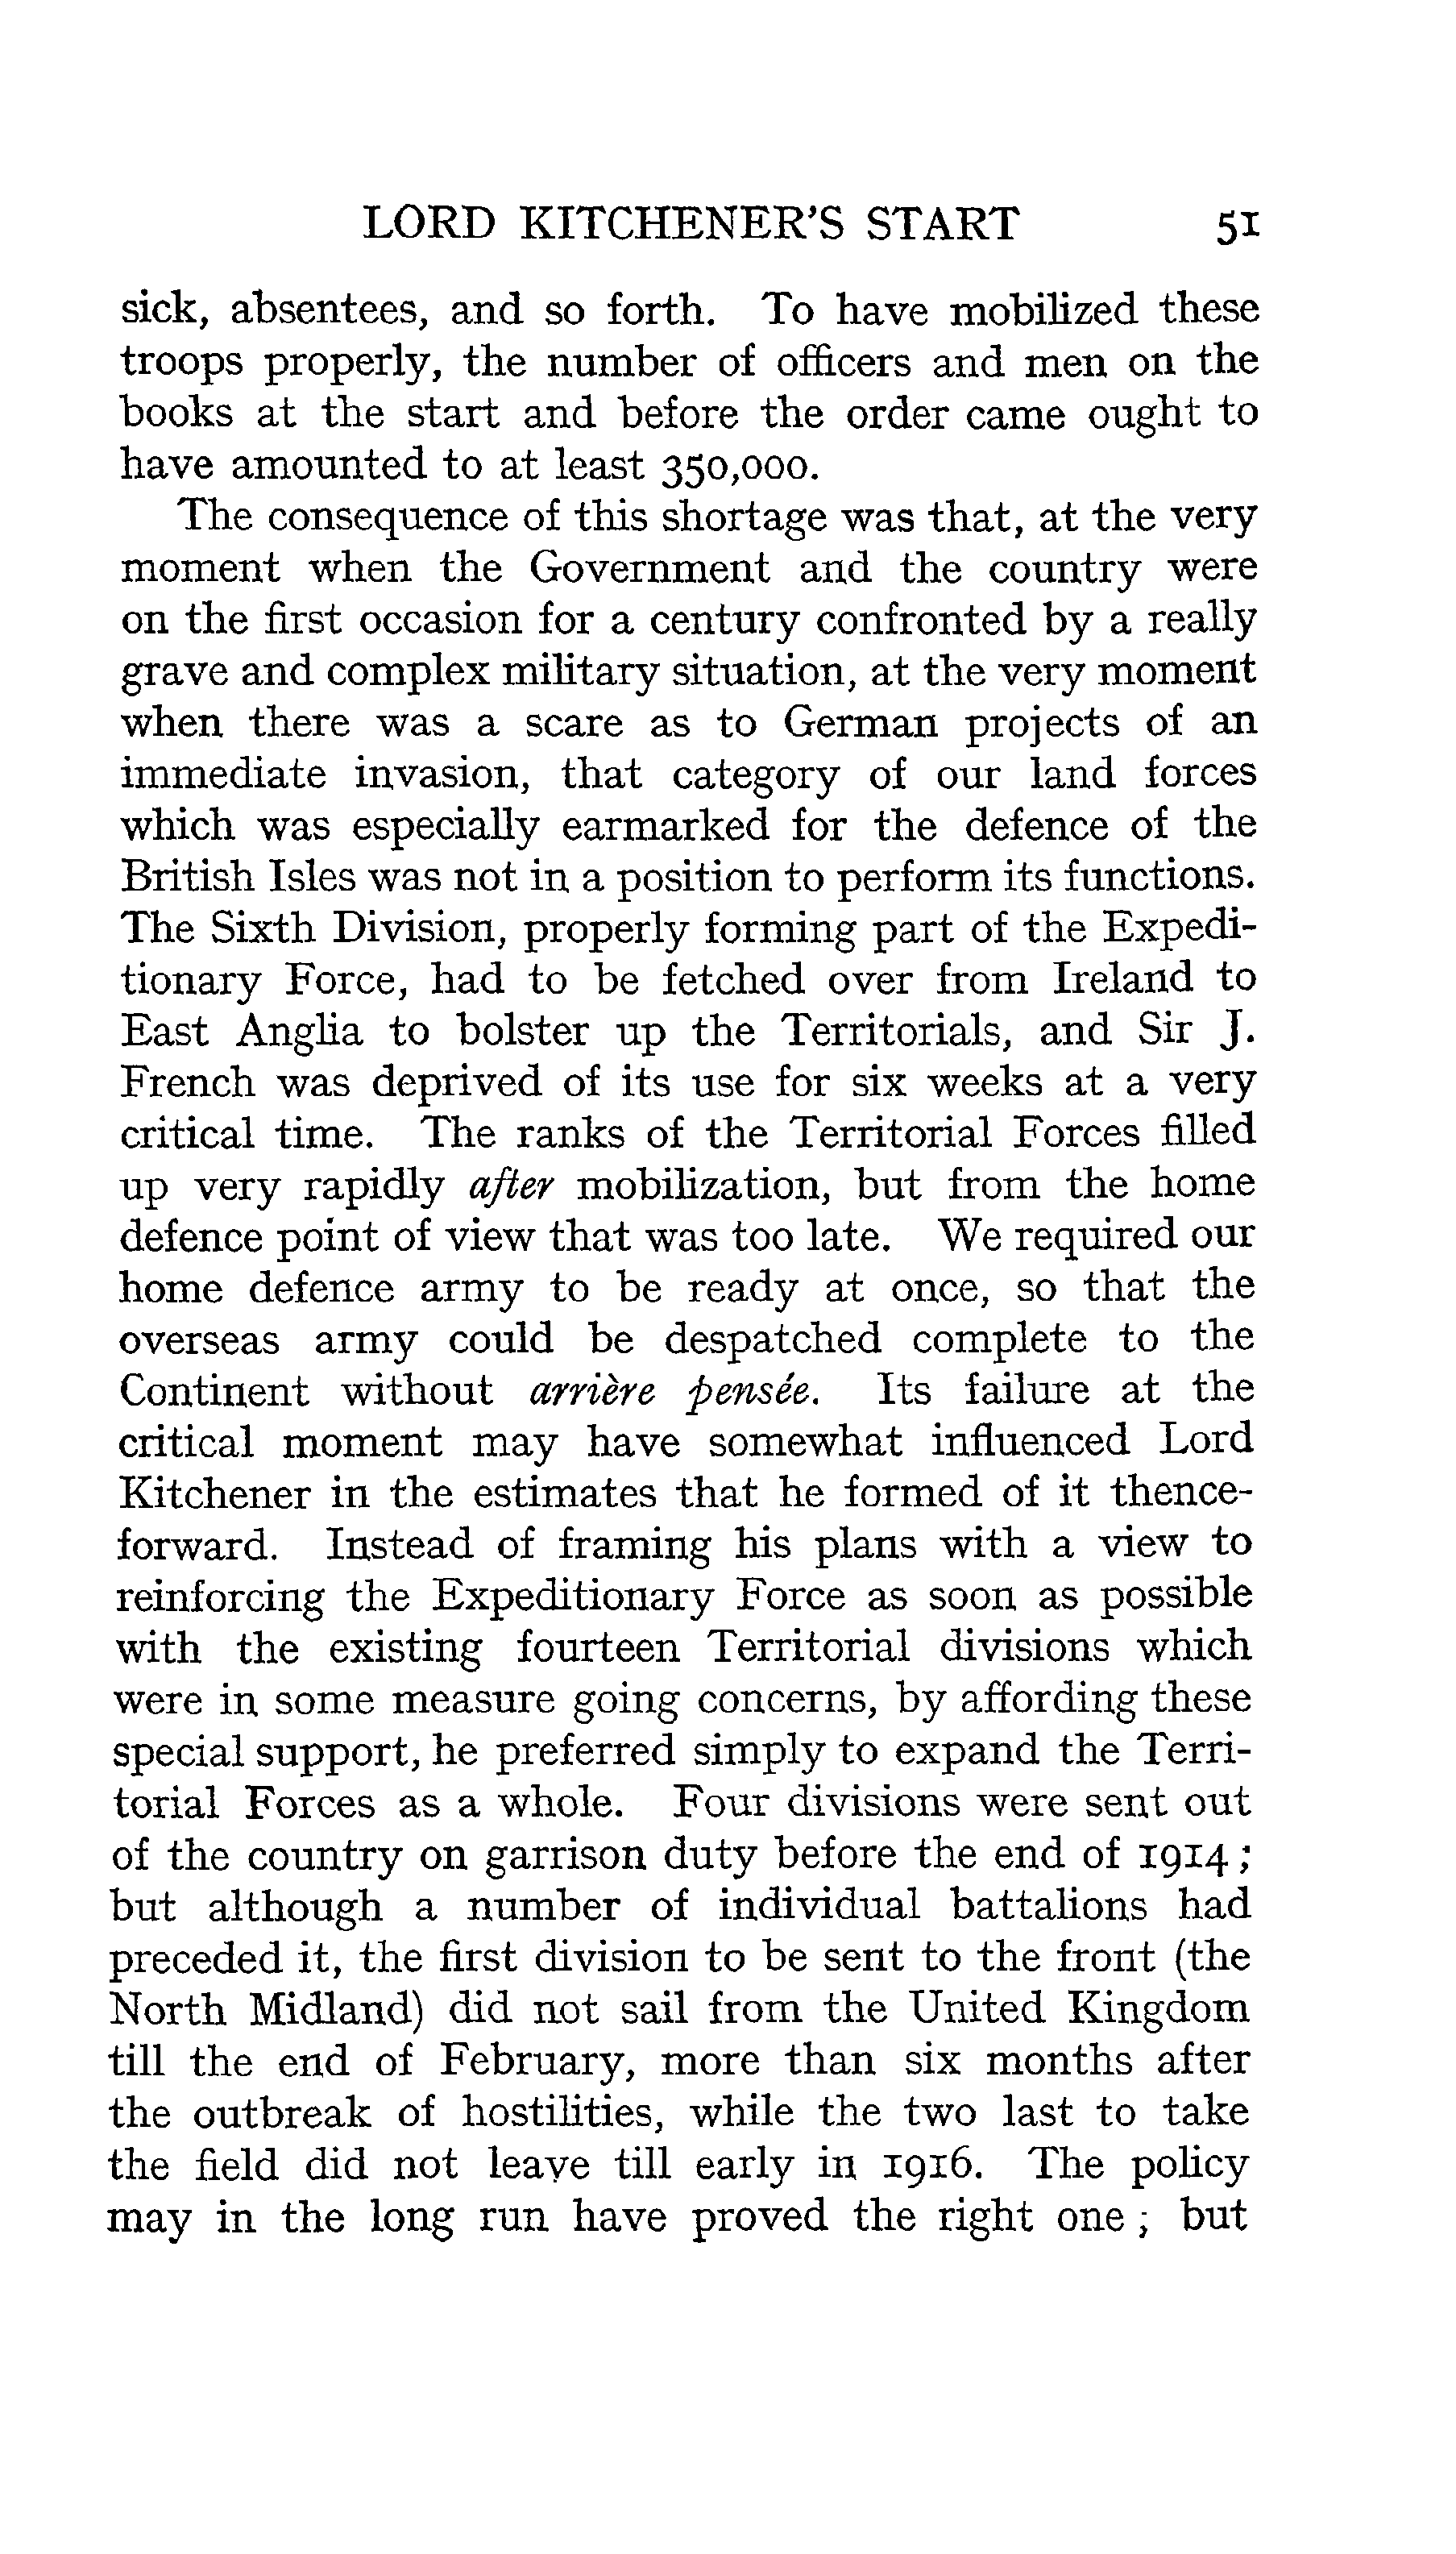 LORD KITCHENER'S START 51
sick, absentees, and so forth. To have mobilized these
troops properly, the number of officers and men on the
books at the start and before the order came ought to
have amounted to at least 350,000.
The consequence of this shortage was that, at the very
moment when the Government and the country were
on the first occasion for a century confronted by a really
grave and complex military situation, at the very moment
when there was a scare as to German projects of an
immediate invasion, that category of our land forces
which was especially earmarked for the defence of the
British Isles was not in a position to perform its functions.
The Sixth Division, properly forming part of the Expedi-
tionary Force, had to be fetched over from Ireland to
East Anglia to bolster up the Territorials, and Sir J.
French was deprived of its use for six weeks at a very
critical time. The ranks of the Territorial Forces filled
up very rapidly after mobilization, but from the home
defence point of view that was too late. We required our
home defence army to be ready at once, so that the
overseas army could be despatched complete to the
Continent without arrière pensée. Its failure at the
critical moment may have somewhat influenced Lord
Kitchener in the estimates that he formed of it thence-
forward. Instead of framing his plans with a view to
reinforcing the Expeditionary Force as soon as possible
with the existing fourteen Territorial divisions which
were in some measure going concerns, by affording these
special support, he preferred simply to expand the Terri-
torial Forces as a whole. Four divisions were sent out
of the country on garrison duty before the end of 1914;
but although a number of individual battalions had
preceded it, the first division to be sent to the front (the
North Midland) did not sail from the United Kingdom
till the end of February, more than six months after
the outbreak of hostilities, while the two last to take
the field did not leave till early in 1916. The policy
may in the long run have proved the right one; but